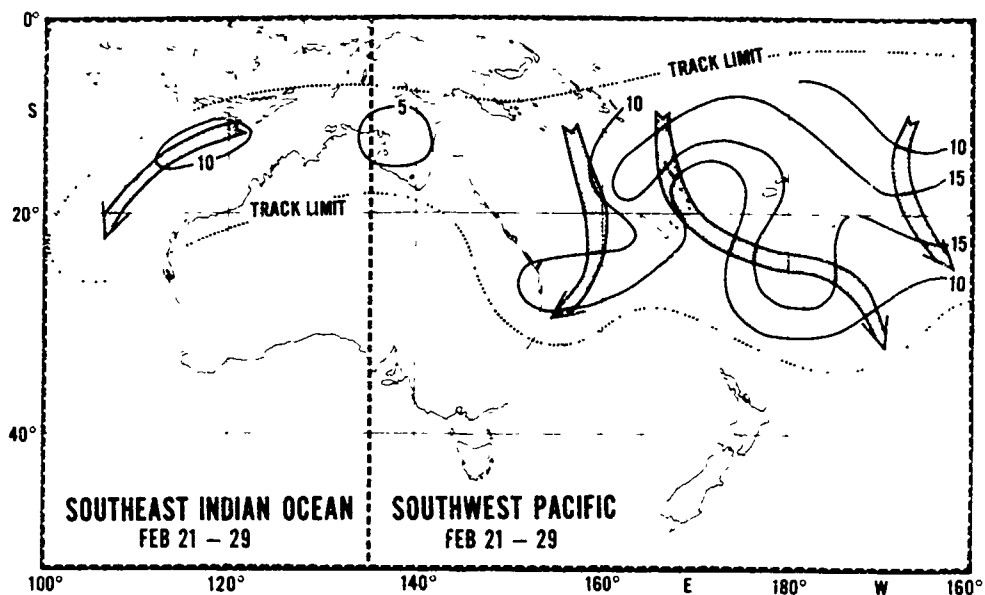 0°
S
20°
40°
TRACK LIMIT
TRACK LIMIT
5
10
10
10
15
15
10
SOUTHEAST INDIAN OCEAN
FEB 21 – 29
SOUTHWEST PACIFIC
FEB 21 – 29
100° 120° 140° 160° E 180° W 160°